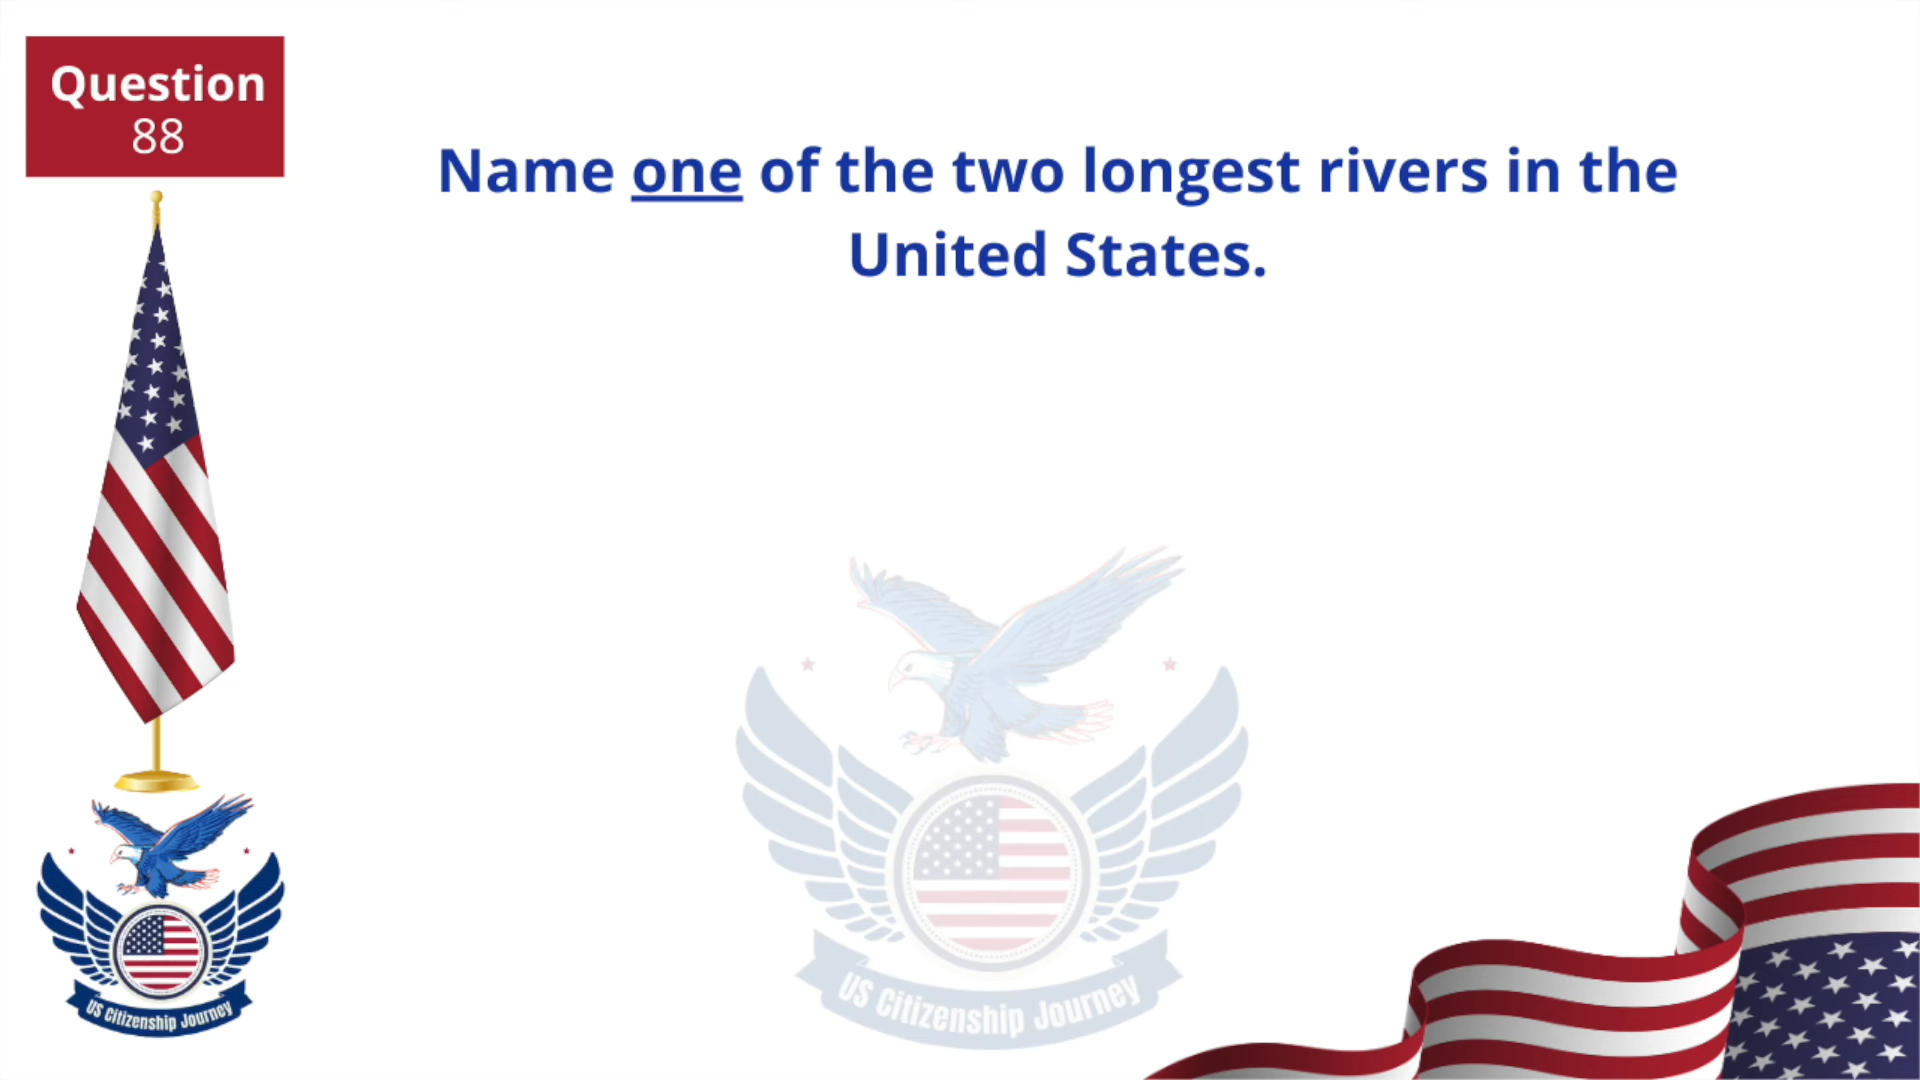 Question
88
Name one of the two longest rivers in the
United States.
US Citizenship Journey
US Citizenship Journey